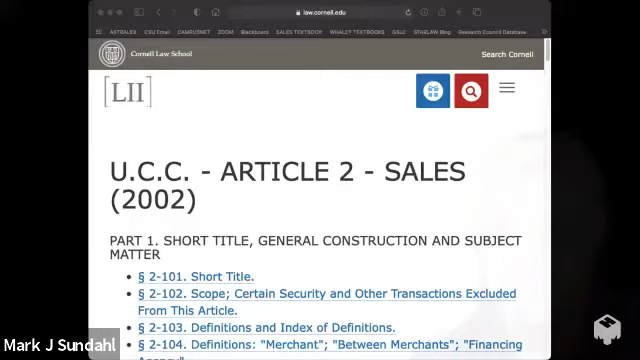 law.cornell.edu
ASTRALEX CSU Email CAMPUSNET ZOOM Blackboard SALES TEXTBOOK WHALEY TEXTBOOKS GSLC STARLAW Blog Research Council Database
Cornell Law School Search Cornell
LII
U.C.C. - ARTICLE 2 - SALES
(2002)
PART 1. SHORT TITLE, GENERAL CONSTRUCTION AND SUBJECT
MATTER
• § 2-101. Short Title.
• § 2-102. Scope; Certain Security and Other Transactions Excluded
From This Article.
• § 2-103. Definitions and Index of Definitions.
• § 2-104. Definitions: "Merchant"; "Between Merchants"; "Financing
Agency".
Mark J Sundahl